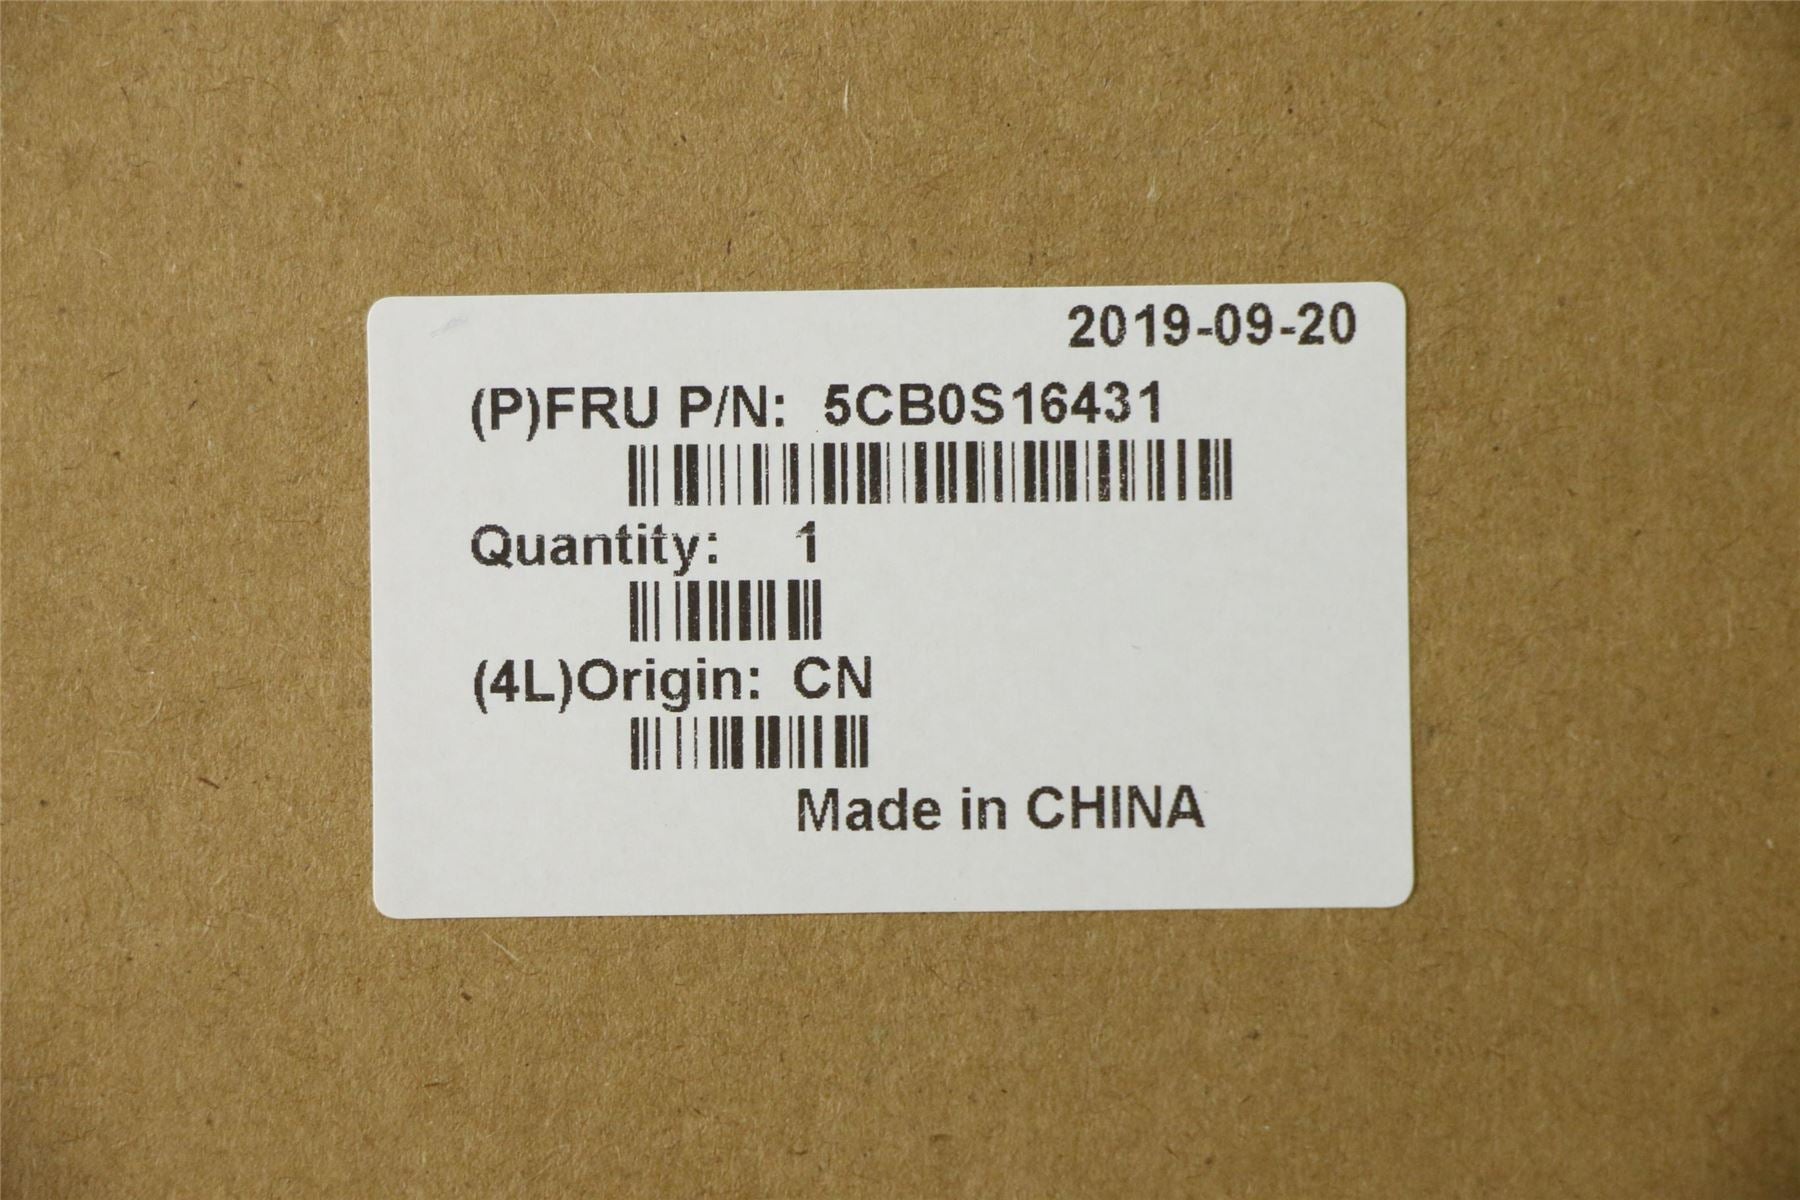 2019-09-20
(P)FRU P/N: 5CB0S16431
Quantity: 1
(4L)Origin: CN
Made in CHINA